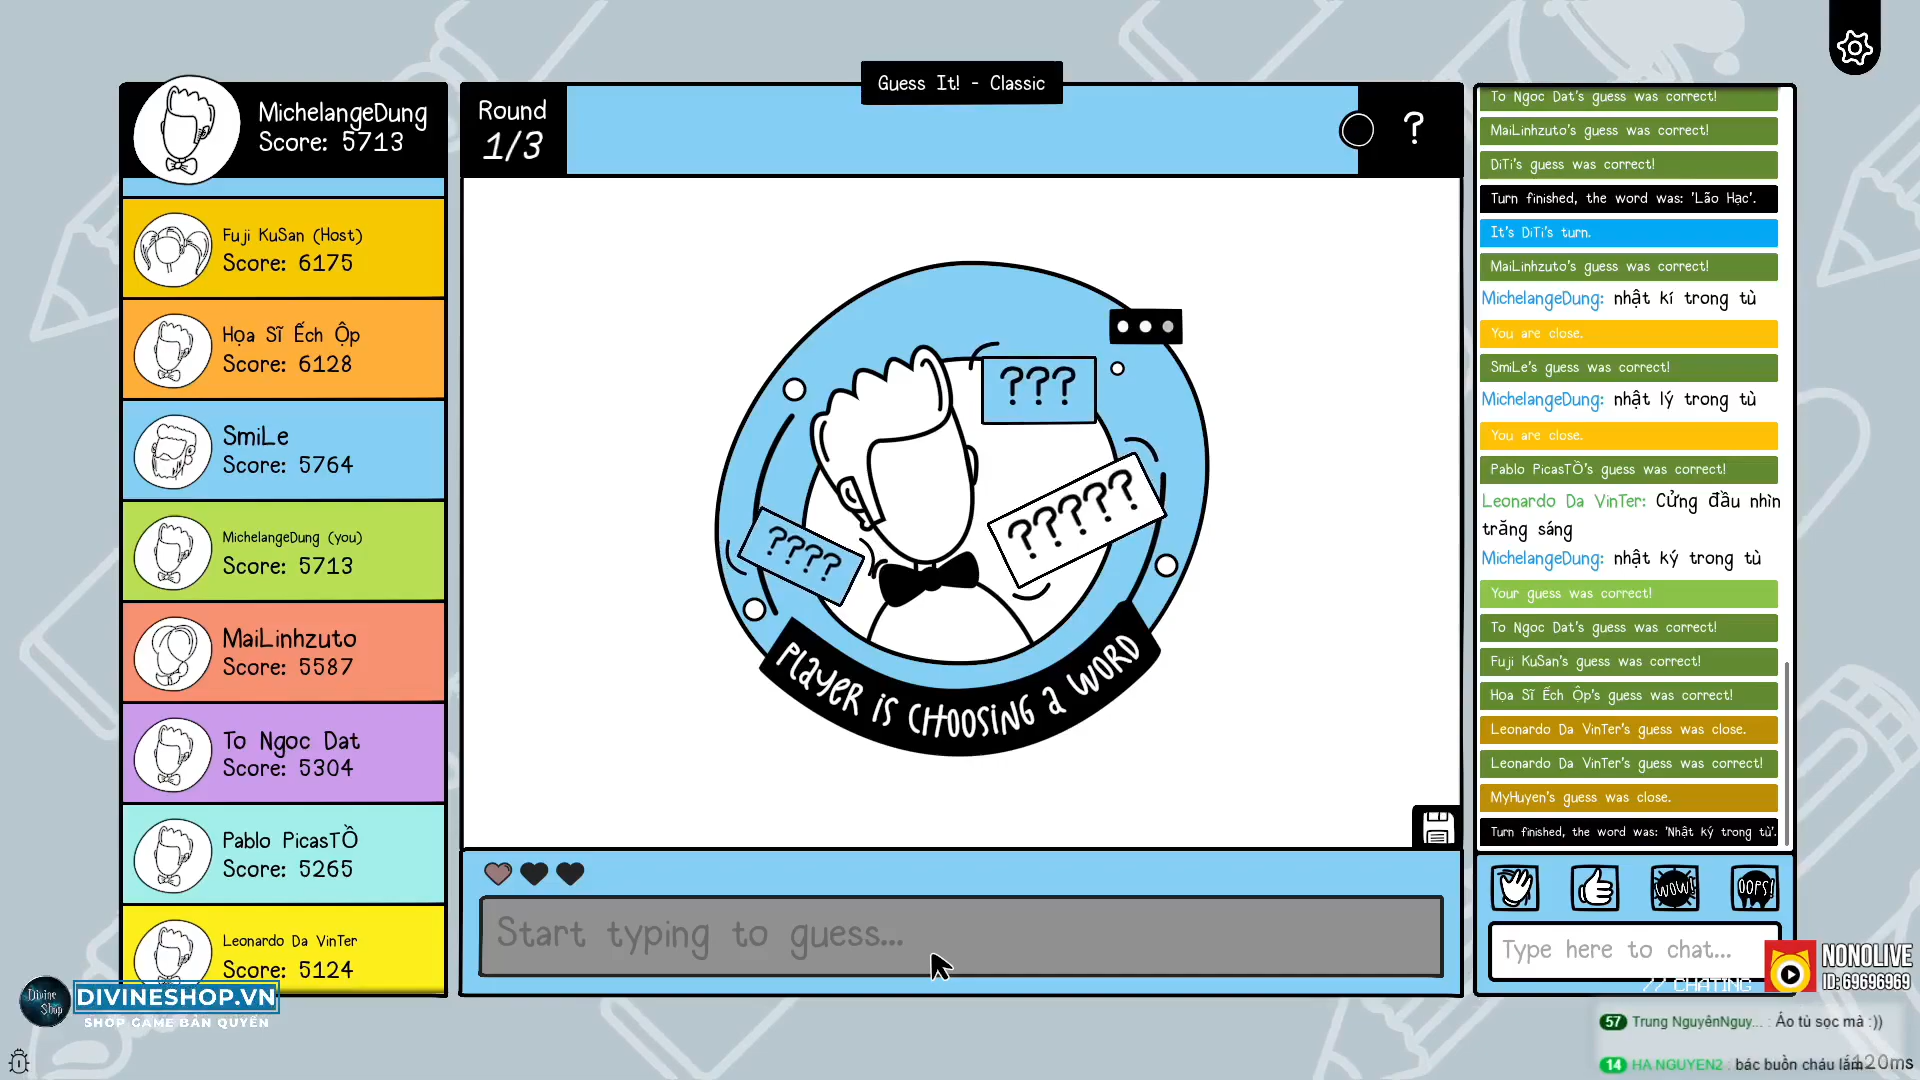 Guess It! - Classic
MichelangeDung
Score: 5713
Round
1/3
?
Fuji KuSan (Host)
Score: 6175
Họa Sĩ Ếch Ộp
Score: 6128
SmiLe
Score: 5764
MichelangeDung (you)
Score: 5713
MaiLinhzuto
Score: 5587
To Ngoc Dat
Score: 5304
Pablo PicasTỒ
Score: 5265
Leonardo Da VinTer
Score: 5124
???
?????
????
PLAYER IS CHOOSING A WORD
Start typing to guess...
To Ngoc Dat's guess was correct!
MaiLinhzuto's guess was correct!
DiTi's guess was correct!
Turn finished, the word was: 'Lão Hạc'.
It's DiTi's turn.
MaiLinhzuto's guess was correct!
MichelangeDung: nhật kí trong tù
You are close.
SmiLe's guess was correct!
MichelangeDung: nhật lý trong tù
You are close.
Pablo PicasTỒ's guess was correct!
Leonardo Da VinTer: Cửng đầu nhìn
trăng sáng
MichelangeDung: nhật ký trong tù
Your guess was correct!
To Ngoc Dat's guess was correct!
Fuji KuSan's guess was correct!
Họa Sĩ Ếch Ộp's guess was correct!
Leonardo Da VinTer's guess was close.
Leonardo Da VinTer's guess was correct!
MyHuyen's guess was close.
Turn finished, the word was: 'Nhật ký trong tù'.
WOW!
OOPS!
Type here to chat...
77 CHATING
NONOLIVE
ID:69696969
57 Trung NguyênNguy... : Áo tù sọc mà :))
14 HA NGUYEN2 : bác buồn cháu lắm
120ms
Divine
Shop
DIVINESHOP.VN
SHOP GAME BẢN QUYỀN